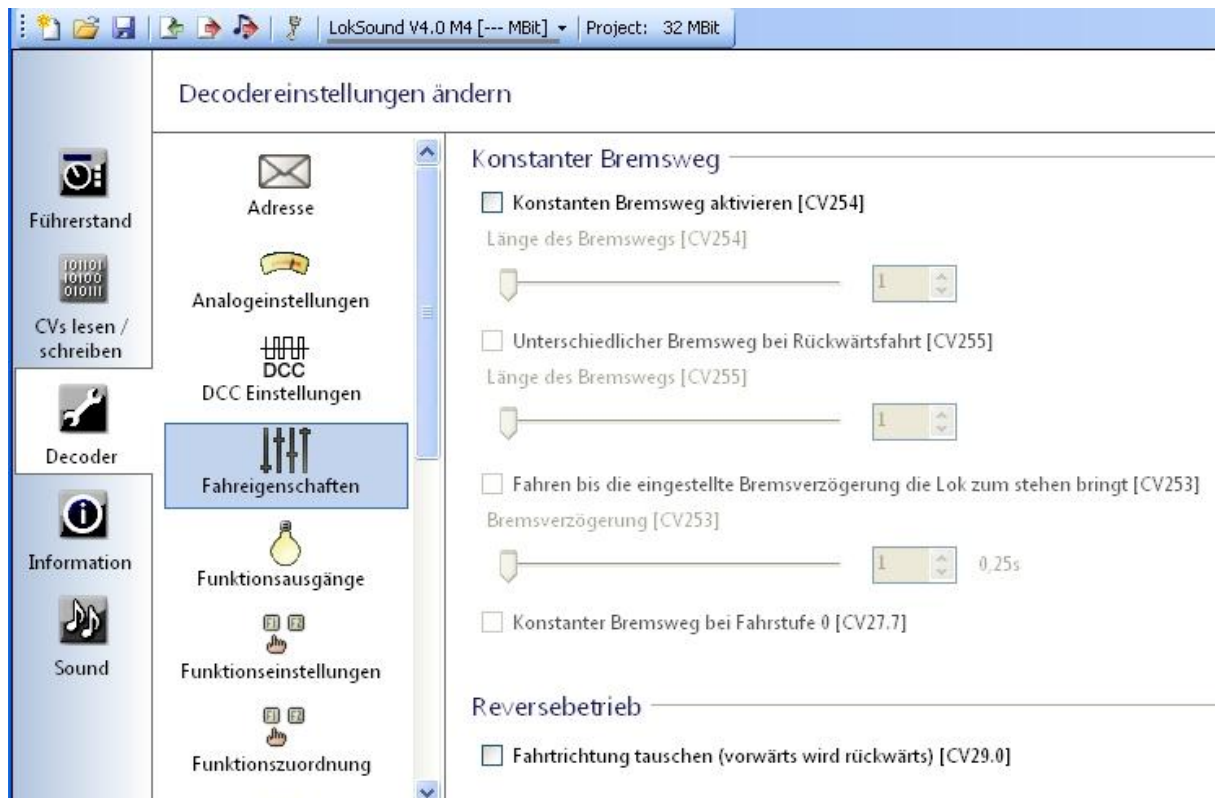 LokSound V4.0 M4 [--- MBit]
Project: 32 MBit
Decodereinstellungen ändern
Führerstand
CVs lesen /
schreiben
Decoder
Information
Sound
Adresse
Analogeinstellungen
DCC
DCC Einstellungen
Fahreigenschaften
Funktionsausgänge
F1 F2
Funktionseinstellungen
F1 F2
Funktionszuordnung
Konstanter Bremsweg
Konstanten Bremsweg aktivieren [CV254]
Länge des Bremswegs [CV254]
1
Unterschiedlicher Bremsweg bei Rückwärtsfahrt [CV255]
Länge des Bremswegs [CV255]
1
Fahren bis die eingestellte Bremsverzögerung die Lok zum stehen bringt [CV253]
Bremsverzögerung [CV253]
1 0,25s
Konstanter Bremsweg bei Fahrstufe 0 [CV27.7]
Reversebetrieb
Fahrtrichtung tauschen (vorwärts wird rückwärts) [CV29.0]